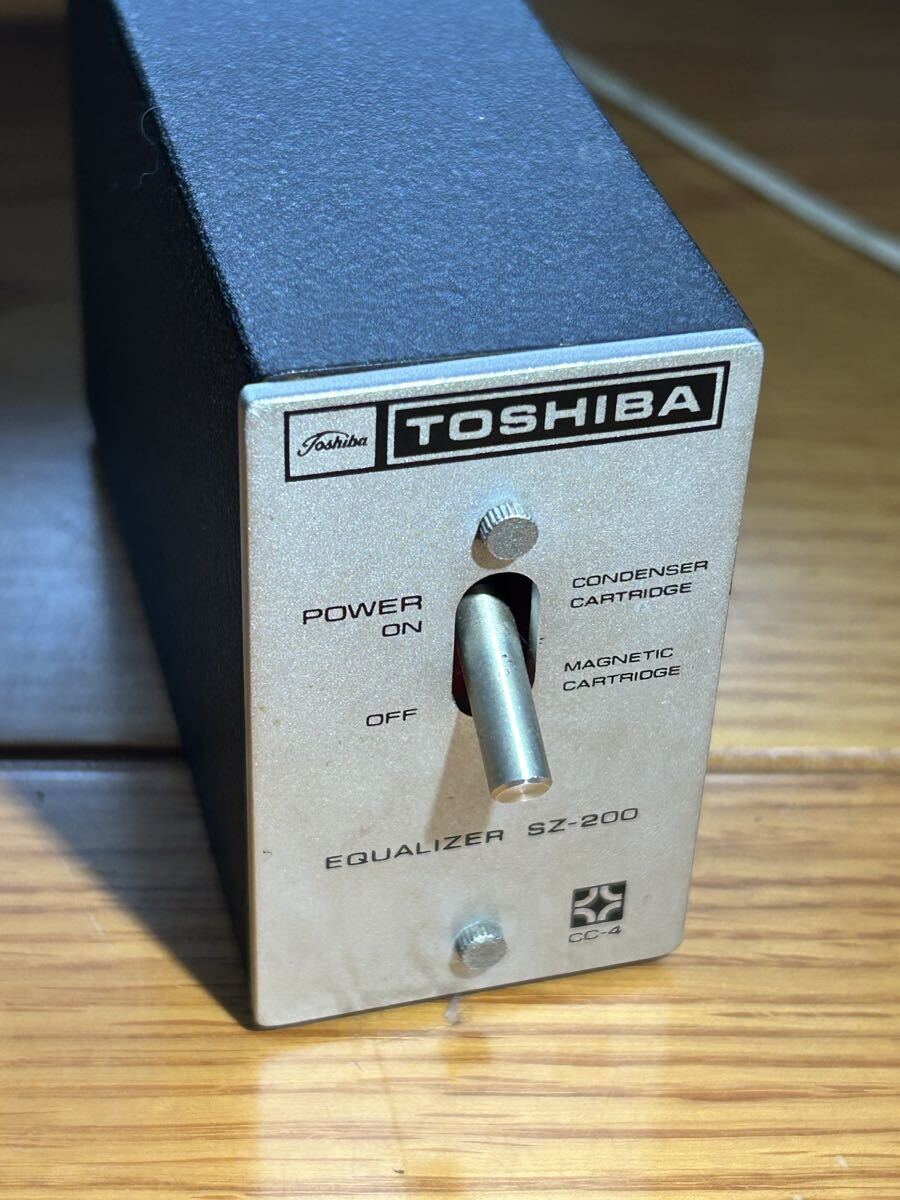 Toshiba TOSHIBA
POWER
ON
CONDENSER
CARTRIDGE
MAGNETIC
CARTRIDGE
OFF
EQUALIZER SZ-200
CC-4